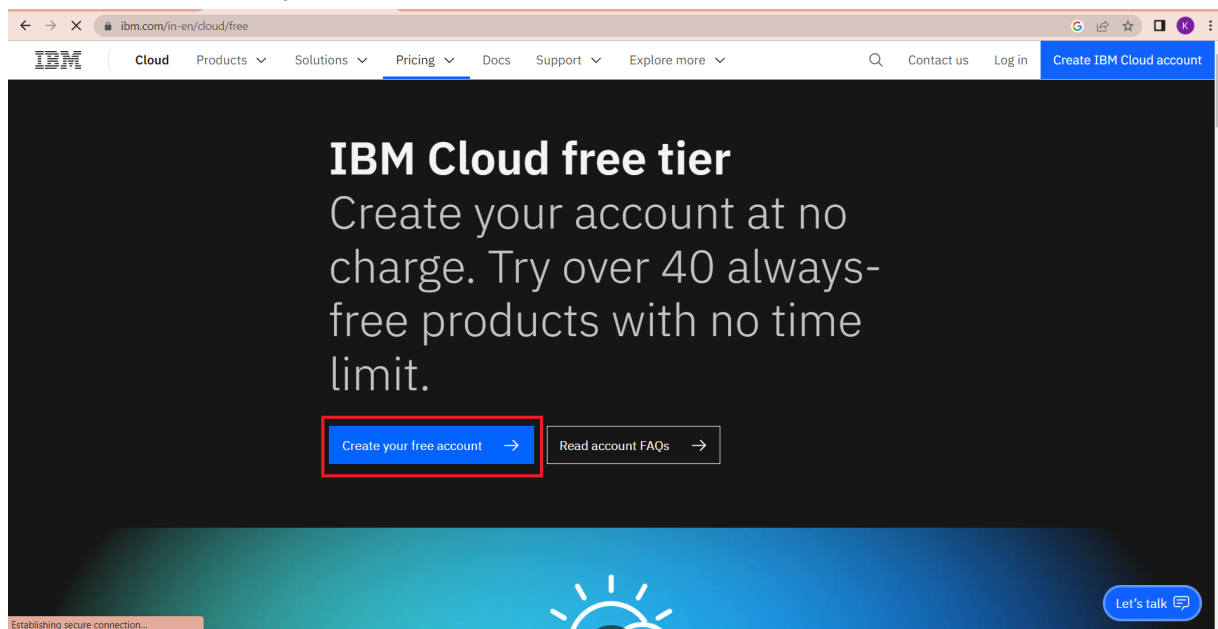 ibm.com/in-en/cloud/free
G
K
IBM
Cloud Products Solutions Pricing Docs Support Explore more Contact us Log in Create IBM Cloud account
IBM Cloud free tier
Create your account at no
charge. Try over 40 always-
free products with no time
limit.
Create your free account
Read account FAQs
Let's talk
Establishing secure connection...